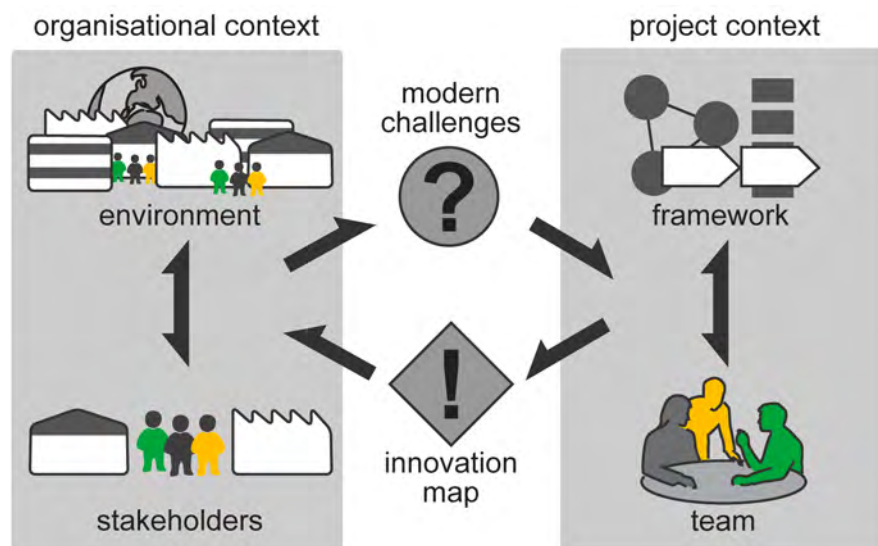 organisational context
project context
modern
challenges
?
environment
framework
!
innovation
map
stakeholders
team